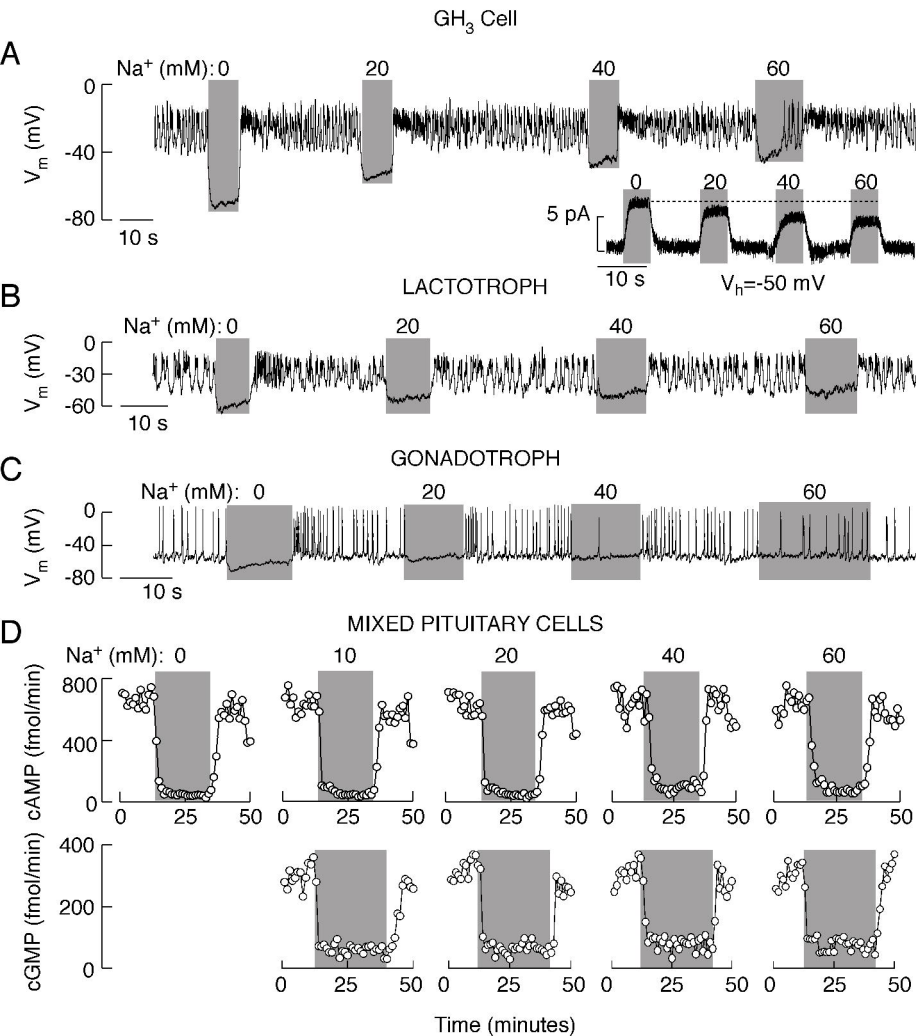 GH3 Cell
A
Na+ (mM): 0 20 40 60
0
-40
-80
Vm (mV)
10 s
0 20 40 60
5 pA
10 s
Vh=-50 mV
LACTOTROPH
B
Na+ (mM): 0 20 40 60
0
-30
-60
Vm (mV)
10 s
GONADOTROPH
C
Na+ (mM): 0 20 40 60
0
-40
-80
Vm (mV)
10 s
MIXED PITUITARY CELLS
D
Na+ (mM): 0 10 20 40 60
800
400
0
cAMP (fmol/min)
0 25 50 0 25 50 0 25 50 0 25 50 0 25 50
400
200
0
cGMP (fmol/min)
0 25 50 0 25 50 0 25 50 0 25 50
Time (minutes)